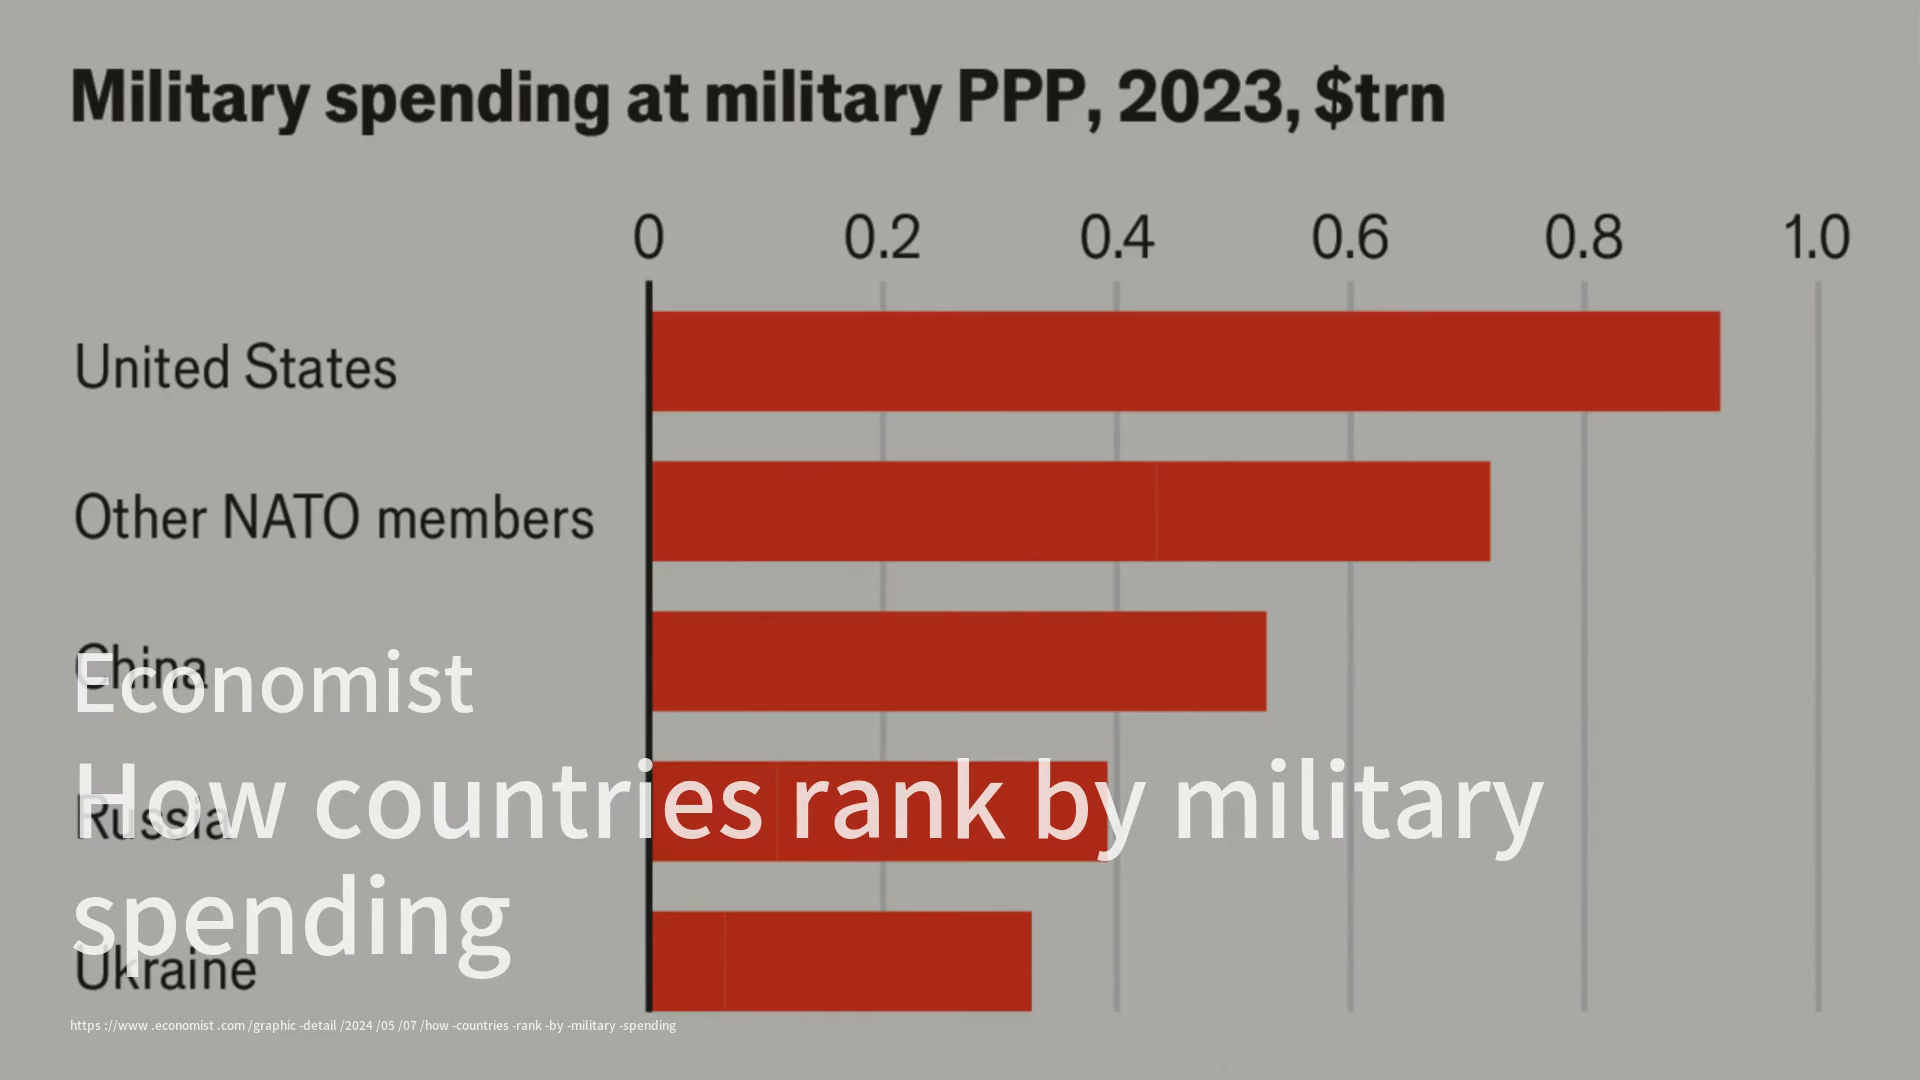 Military spending at military PPP, 2023, $trn
0 0.2 0.4 0.6 0.8 1.0
United States
Other NATO members
China
Economist
How countries rank by military
Russia
spending
Ukraine
https ://www .economist .com /graphic -detail /2024 /05 /07 /how -countries -rank -by -military -spending